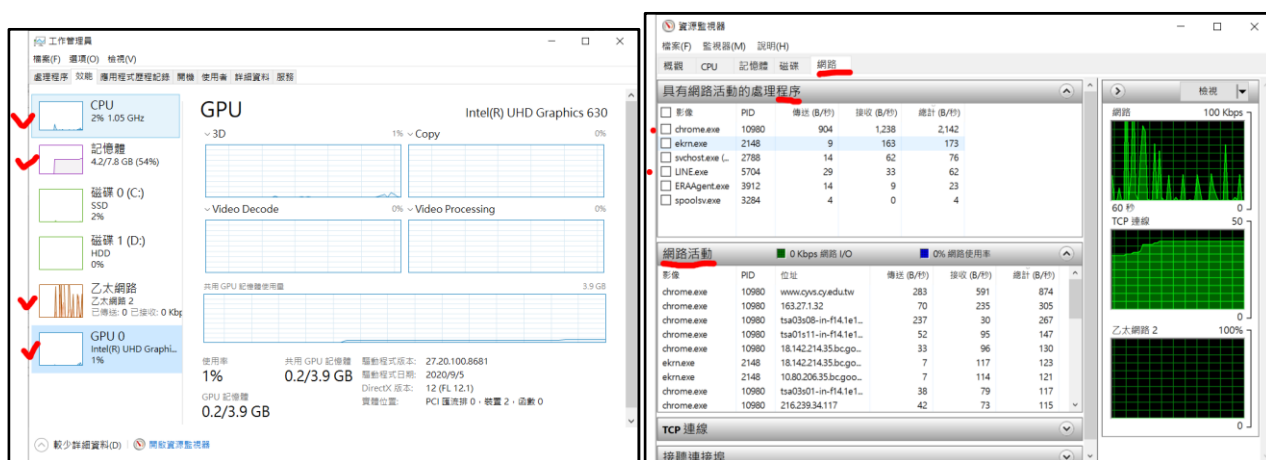 工作管理員
檔案(F) 選項(O) 檢視(V)
處理程序 效能 應用程式歷程記錄 開機 使用者 詳細資料 服務
CPU
2% 1.05 GHz
記憶體
4.2/7.8 GB (54%)
磁碟 0 (C:)
SSD
2%
磁碟 1 (D:)
HDD
0%
乙太網路
乙太網路 2
已傳送: 0 已接收: 0 Kbp
GPU 0
Intel(R) UHD Graphi...
1%
GPU
Intel(R) UHD Graphics 630
3D 1% Copy 0%
Video Decode 0% Video Processing 0%
共用 GPU 記憶體使用量 3.9 GB
使用率
1%
共用 GPU 記憶體
0.2/3.9 GB
GPU 記憶體
0.2/3.9 GB
驅動程式版本: 27.20.100.8681
驅動程式日期: 2020/9/5
DirectX 版本: 12 (FL 12.1)
實體位置: PCI 匯流排 0、裝置 2、函數 0
較少詳細資料(D) 開啟資源監視器
資源監視器
檔案(F) 監視器(M) 說明(H)
概觀 CPU 記憶體 磁碟 網路
具有網路活動的處理程序
影像 PID 傳送 (B/秒) 接收 (B/秒) 總計 (B/秒)
chrome.exe 10980 904 1,238 2,142
ekrn.exe 2148 9 163 173
svchost.exe (... 2788 14 62 76
LINE.exe 5704 29 33 62
ERAAgent.exe 3912 14 9 23
spoolsv.exe 3284 4 0 4
網路活動 0 Kbps 網路 I/O 0% 網路使用率
影像 PID 位址 傳送 (B/秒) 接收 (B/秒) 總計 (B/秒)
chrome.exe 10980 www.cyvs.cy.edu.tw 283 591 874
chrome.exe 10980 163.27.1.32 70 235 305
chrome.exe 10980 tsa03s08-in-f14.1e1... 237 30 267
chrome.exe 10980 tsa01s11-in-f14.1e1... 52 95 147
chrome.exe 10980 18.142.214.35.bc.go... 33 96 130
ekrn.exe 2148 18.142.214.35.bc.go... 7 117 123
ekrn.exe 2148 10.80.206.35.bc.goo... 7 114 121
chrome.exe 10980 tsa03s01-in-f14.1e1... 38 79 117
chrome.exe 10980 216.239.34.117 42 73 115
TCP 連線
接聽連接埠
檢視
網路 100 Kbps
60 秒 0
TCP 連線 50
0
乙太網路 2 100%
0